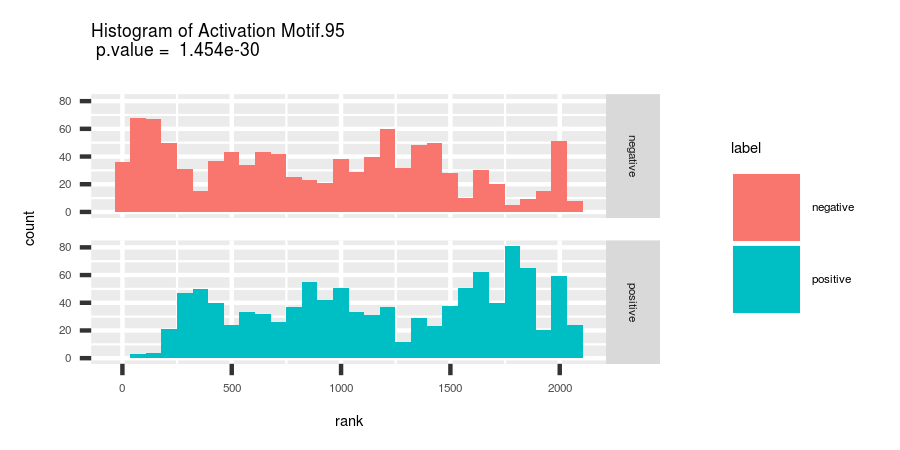 Histogram of Activation Motif.95
p.value = 1.454e-30
80
60
40
20
0
negative
count
80
60
40
20
0
positive
0 500 1000 1500 2000
rank
label
negative
positive